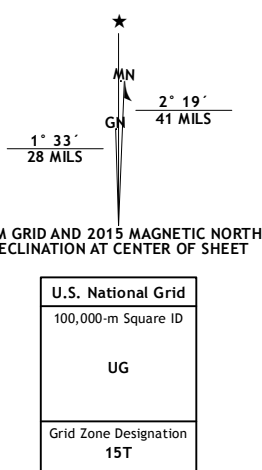 ★
MN
2° 19´
41 MILS
GN
1° 33´
28 MILS
M GRID AND 2015 MAGNETIC NORTH
ECLINATION AT CENTER OF SHEET
U.S. National Grid
100,000-m Square ID
UG
Grid Zone Designation
15T